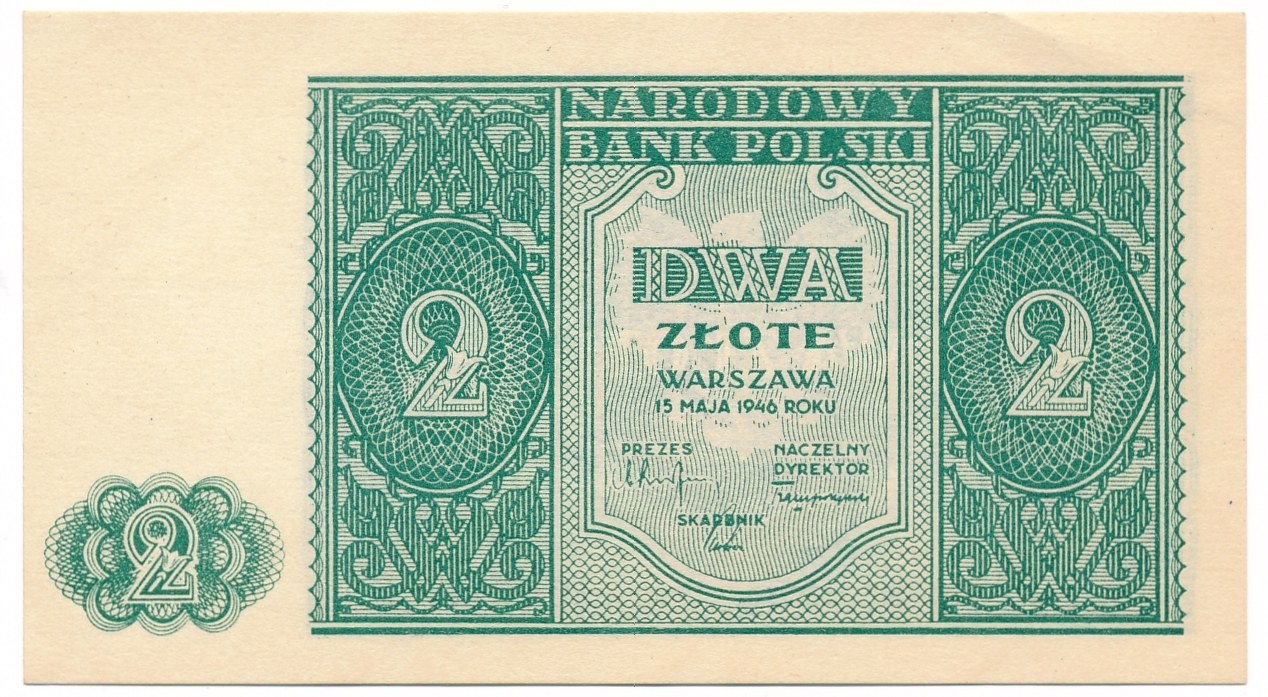 NARODOWY
BANK POLSKI
DWA
ZŁOTE
WARSZAWA
15 MAJA 1946 ROKU
PREZES
NACZELNY
DYREKTOR
SKARBNIK
2
2
2